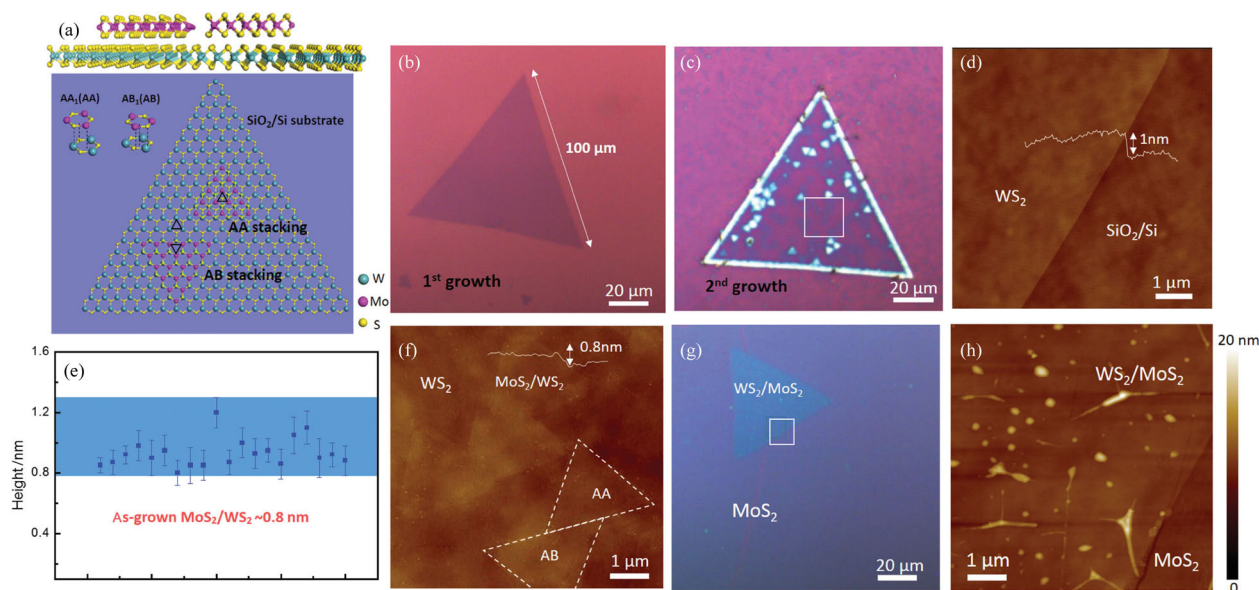 (a)
AA₁(AA)
AB₁(AB)
SiO₂/Si substrate
AA stacking
AB stacking
W
Mo
S
(b)
100 μm
1st growth
20 μm
(c)
2nd growth
20 μm
(d)
1nm
WS₂
SiO₂/Si
1 μm
(e)
Height/nm
1.6
1.2
0.8
0.4
As-grown MoS₂/WS₂ ~0.8 nm
(f)
0.8nm
WS₂
MoS₂/WS₂
AA
AB
1 μm
(g)
WS₂/MoS₂
MoS₂
20 μm
(h)
WS₂/MoS₂
MoS₂
1 μm
20 nm
0